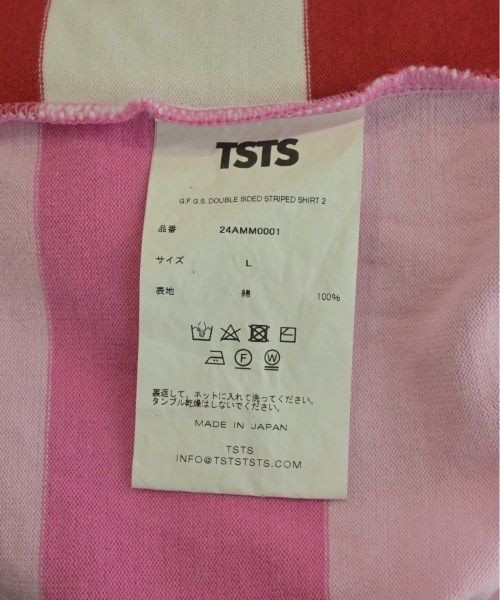 TSTS
G.F.G.S. DOUBLE SIDED STRIPED SHIRT 2
品番 24AMM0001
サイズ L
表地 綿 100%
F W
裏返して、ネットに入れて洗ってください。
タンブル乾燥はしないでください。
MADE IN JAPAN
TSTS
INFO@TSTSTSTS.COM